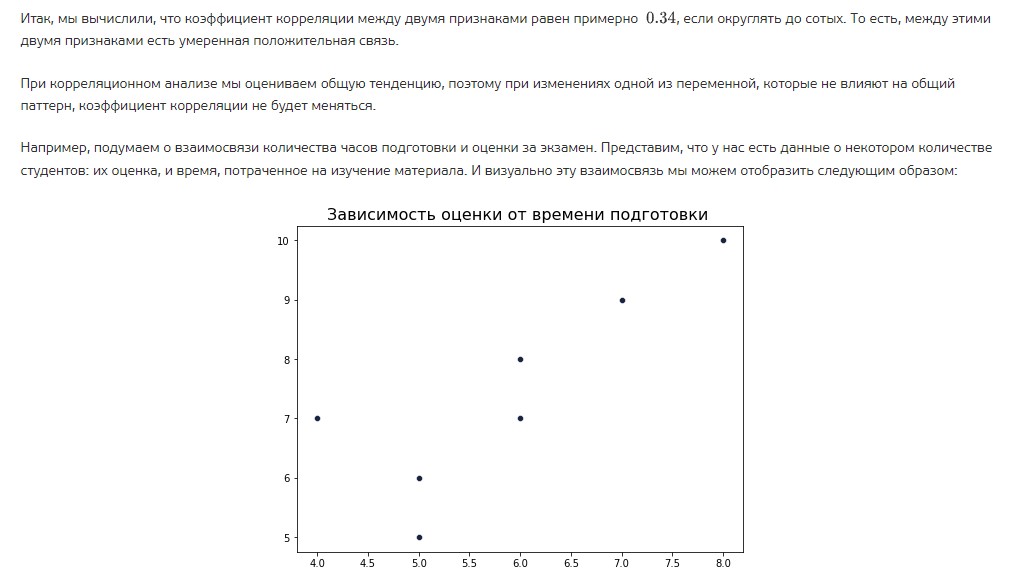 Итак, мы вычислили, что коэффициент корреляции между двумя признаками равен примерно 0.34, если округлять до сотых. То есть, между этими
двумя признаками есть умеренная положительная связь.
При корреляционном анализе мы оцениваем общую тенденцию, поэтому при изменениях одной из переменной, которые не влияют на общий
паттерн, коэффициент корреляции не будет меняться.
Например, подумаем о взаимосвязи количества часов подготовки и оценки за экзамен. Представим, что у нас есть данные о некотором количестве
студентов: их оценка, и время, потраченное на изучение материала. И визуально эту взаимосвязь мы можем отобразить следующим образом:
Зависимость оценки от времени подготовки
10
9
8
7
6
5
4.0 4.5 5.0 5.5 6.0 6.5 7.0 7.5 8.0